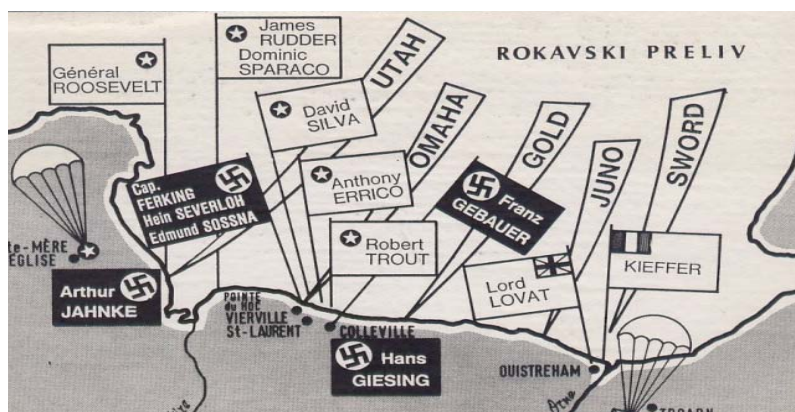 James
RUDDER
Dominic
SPARACO
ROKAVSKI PRELIV
Général
ROOSEVELT
UTAH
David
SILVA
OMAHA
GOLD
JUNO
SWORD
Cap.
FERKING
Hein SEVERLOH
Edmund SOSSNA
Anthony
ERRICO
Franz
GEBAUER
Robert
TROUT
KIEFFER
te-MÈRE
EGLISE
Lord
LOVAT
Arthur
JAHNKE
POINTE
du HOC
VIERVILLE
St-LAURENT
COLLEVILLE
Hans
GIESING
OUISTREHAM